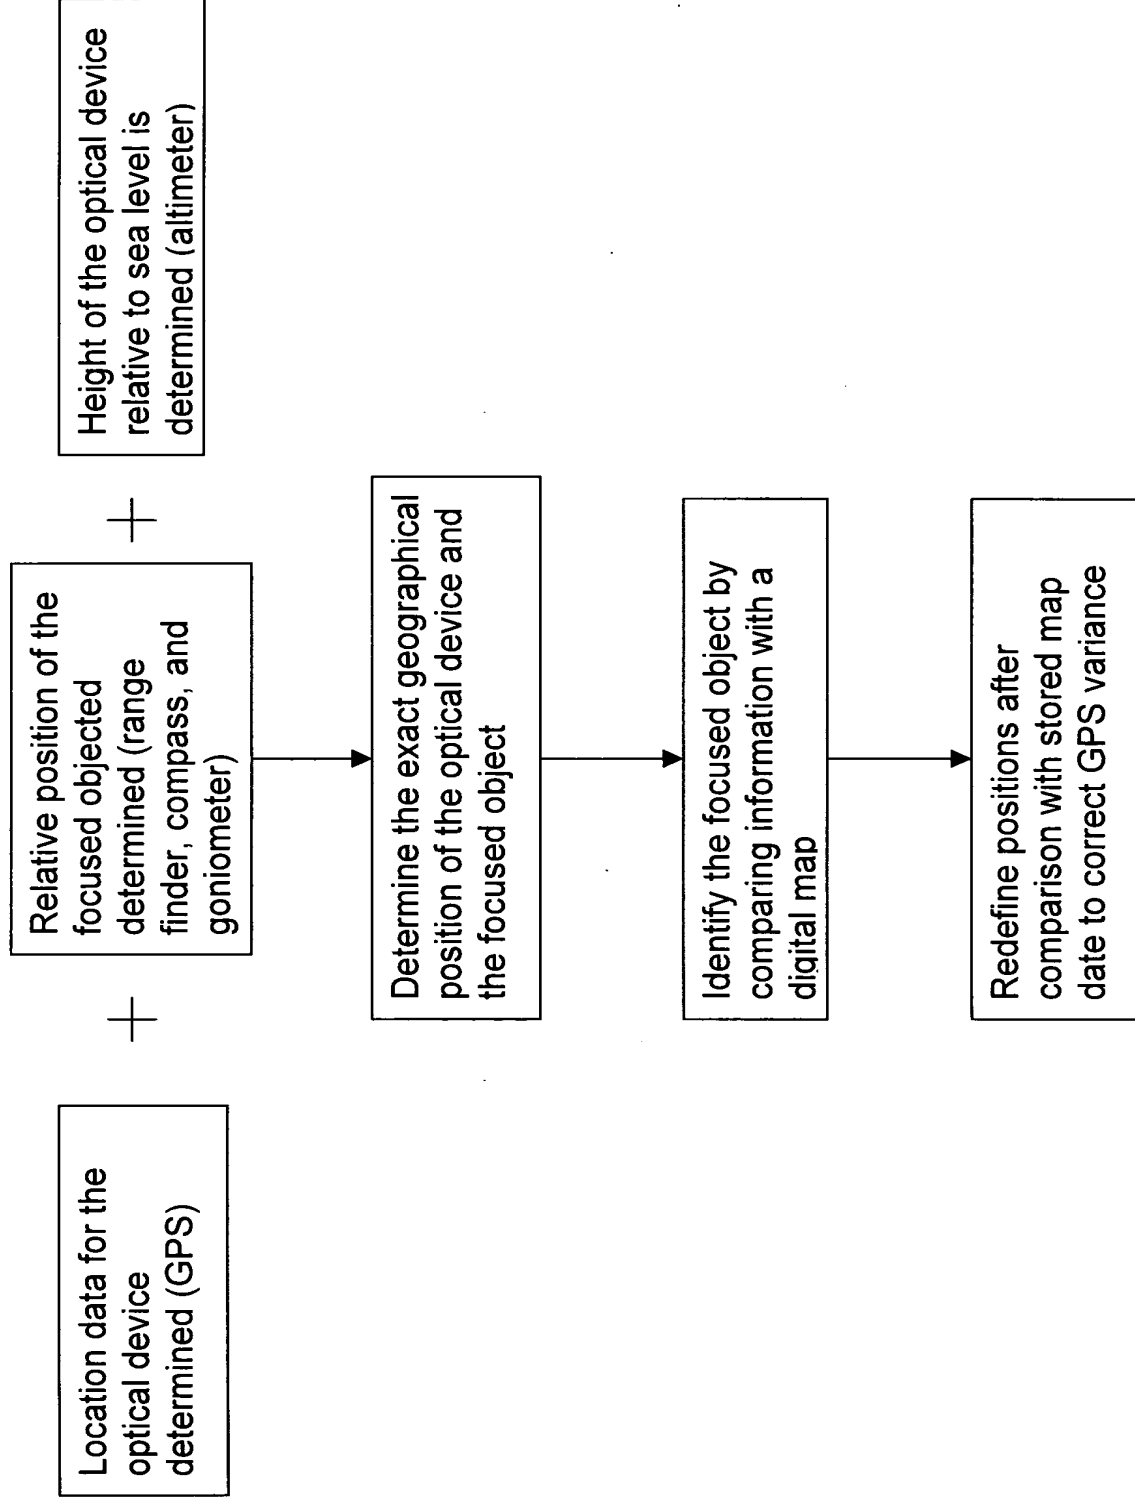 Location data for the
optical device
determined (GPS)
+
Relative position of the
focused objected
determined (range
finder, compass, and
goniometer)
+
Height of the optical device
relative to sea level is
determined (altimeter)
Determine the exact geographical
position of the optical device and
the focused object
Identify the focused object by
comparing information with a
digital map
Redefine positions after
comparison with stored map
date to correct GPS variance